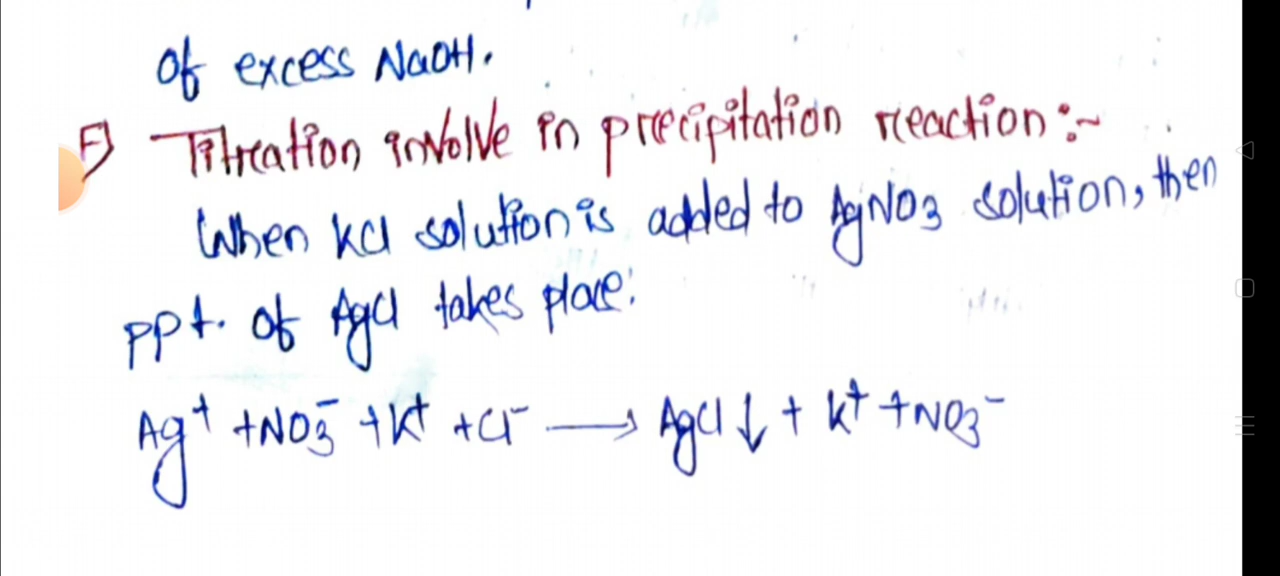 of excess NaOH.
F) Titration involve in precipitation reaction :~
When KCl solution is added to AgNO3 solution, then
ppt. of AgCl takes place:
Ag⁺ + NO3⁻ + K⁺ + Cl⁻ ⟶ AgCl ↓ + K⁺ + NO3⁻